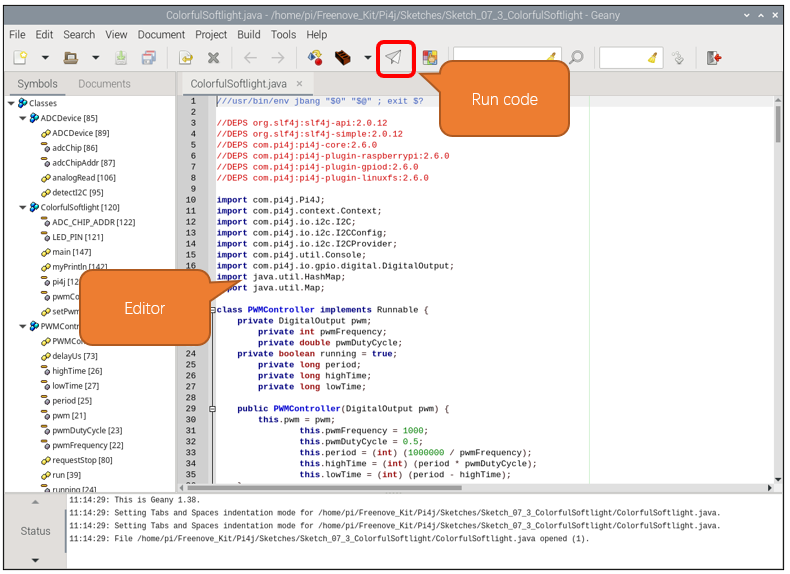 ColorfulSoftlight.java - /home/pi/Freenove_Kit/Pi4j/Sketches/Sketch_07_3_ColorfulSoftlight - Geany
File Edit Search View Document Project Build Tools Help
Run code
Symbols Documents
ColorfulSoftlight.java ×
Classes
ADCDevice [85]
ADCDevice [89]
adcChip [86]
adcChipAddr [87]
analogRead [106]
detectI2C [95]
ColorfulSoftlight [120]
ADC_CHIP_ADDR [122]
LED_PIN [121]
main [147]
myPrintln [142]
pi4j [12
pwmCo
setPwm
PWMContr
PWMCon
delayUs [73]
highTime [26]
lowTime [27]
period [25]
pwm [21]
pwmDutyCycle [23]
pwmFrequency [22]
requestStop [80]
run [39]
running [24]
Editor
1 ///usr/bin/env jbang "$0" "$@" ; exit $?
2
3 //DEPS org.slf4j:slf4j-api:2.0.12
4 //DEPS org.slf4j:slf4j-simple:2.0.12
5 //DEPS com.pi4j:pi4j-core:2.6.0
6 //DEPS com.pi4j:pi4j-plugin-raspberrypi:2.6.0
7 //DEPS com.pi4j:pi4j-plugin-gpiod:2.6.0
8 //DEPS com.pi4j:pi4j-plugin-linuxfs:2.6.0
9
10 import com.pi4j.Pi4J;
11 import com.pi4j.context.Context;
12 import com.pi4j.io.i2c.I2C;
13 import com.pi4j.io.i2c.I2CConfig;
14 import com.pi4j.io.i2c.I2CProvider;
15 import com.pi4j.util.Console;
16 import com.pi4j.io.gpio.digital.DigitalOutput;
import java.util.HashMap;
port java.util.Map;
class PWMController implements Runnable {
private DigitalOutput pwm;
private int pwmFrequency;
private double pwmDutyCycle;
24 private boolean running = true;
25 private long period;
26 private long highTime;
27 private long lowTime;
28
29 public PWMController(DigitalOutput pwm) {
30 this.pwm = pwm;
31 this.pwmFrequency = 1000;
32 this.pwmDutyCycle = 0.5;
33 this.period = (int) (1000000 / pwmFrequency);
34 this.highTime = (int) (period * pwmDutyCycle);
35 this.lowTime = (int) (period - highTime);
Status
11:14:29: This is Geany 1.38.
11:14:29: Setting Tabs and Spaces indentation mode for /home/pi/Freenove_Kit/Pi4j/Sketches/Sketch_07_3_ColorfulSoftlight/ColorfulSoftlight.java.
11:14:29: Setting Tabs and Spaces indentation mode for /home/pi/Freenove_Kit/Pi4j/Sketches/Sketch_07_3_ColorfulSoftlight/ColorfulSoftlight.java.
11:14:29: File /home/pi/Freenove_Kit/Pi4j/Sketches/Sketch_07_3_ColorfulSoftlight/ColorfulSoftlight.java opened (1).